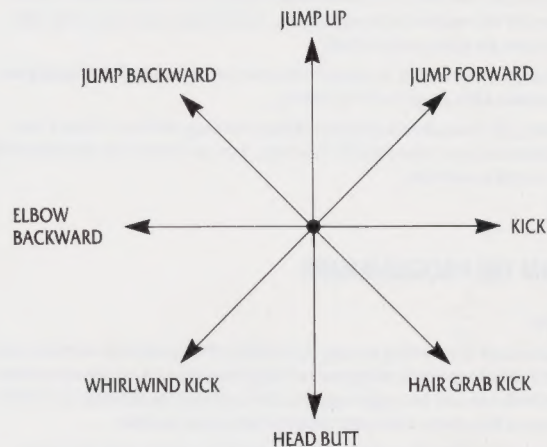 JUMP UP
JUMP BACKWARD
JUMP FORWARD
ELBOW
BACKWARD
KICK
WHIRLWIND KICK
HAIR GRAB KICK
HEAD BUTT